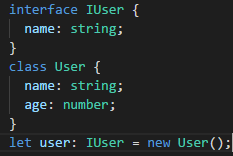 interface IUser {
  name: string;
}
class User {
  name: string;
  age: number;
}
let user: IUser = new User();